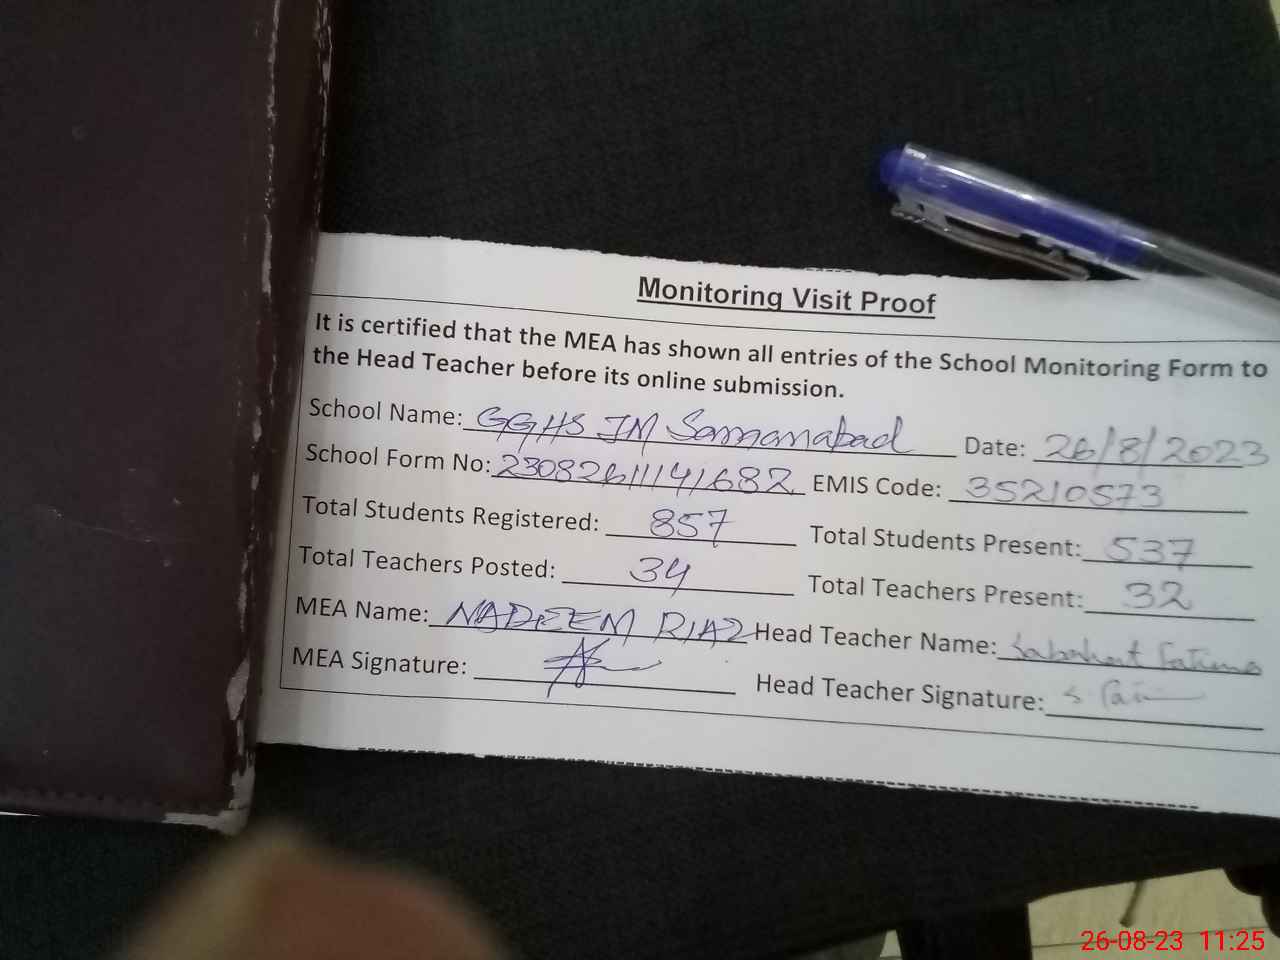 Monitoring Visit Proof
It is certified that the MEA has shown all entries of the School Monitoring Form to
the Head Teacher before its online submission.
School Name: GGHS JM Samanabad Date: 26/8/2023
School Form No: 23082611141682 EMIS Code: 35210573
Total Students Registered: 857 Total Students Present: 537
Total Teachers Posted: 34 Total Teachers Present: 32
MEA Name: NADEEM RIAZ Head Teacher Name: Sabahat Fatima
MEA Signature: Head Teacher Signature:
26-08-23 11:25